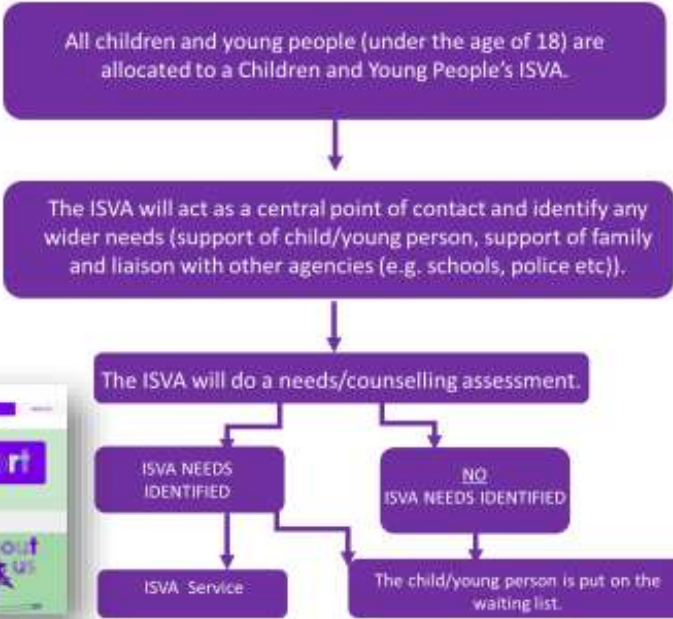 All children and young people (under the age of 18) are
allocated to a Children and Young People's ISVA.
The ISVA will act as a central point of contact and identify any
wider needs (support of child/young person, support of family
and liaison with other agencies (e.g. schools, police etc)).
The ISVA will do a needs/counselling assessment.
ISVA NEEDS
IDENTIFIED
NO
ISVA NEEDS IDENTIFIED
ISVA Service
The child/young person is put on the
waiting list.
rt
out
us